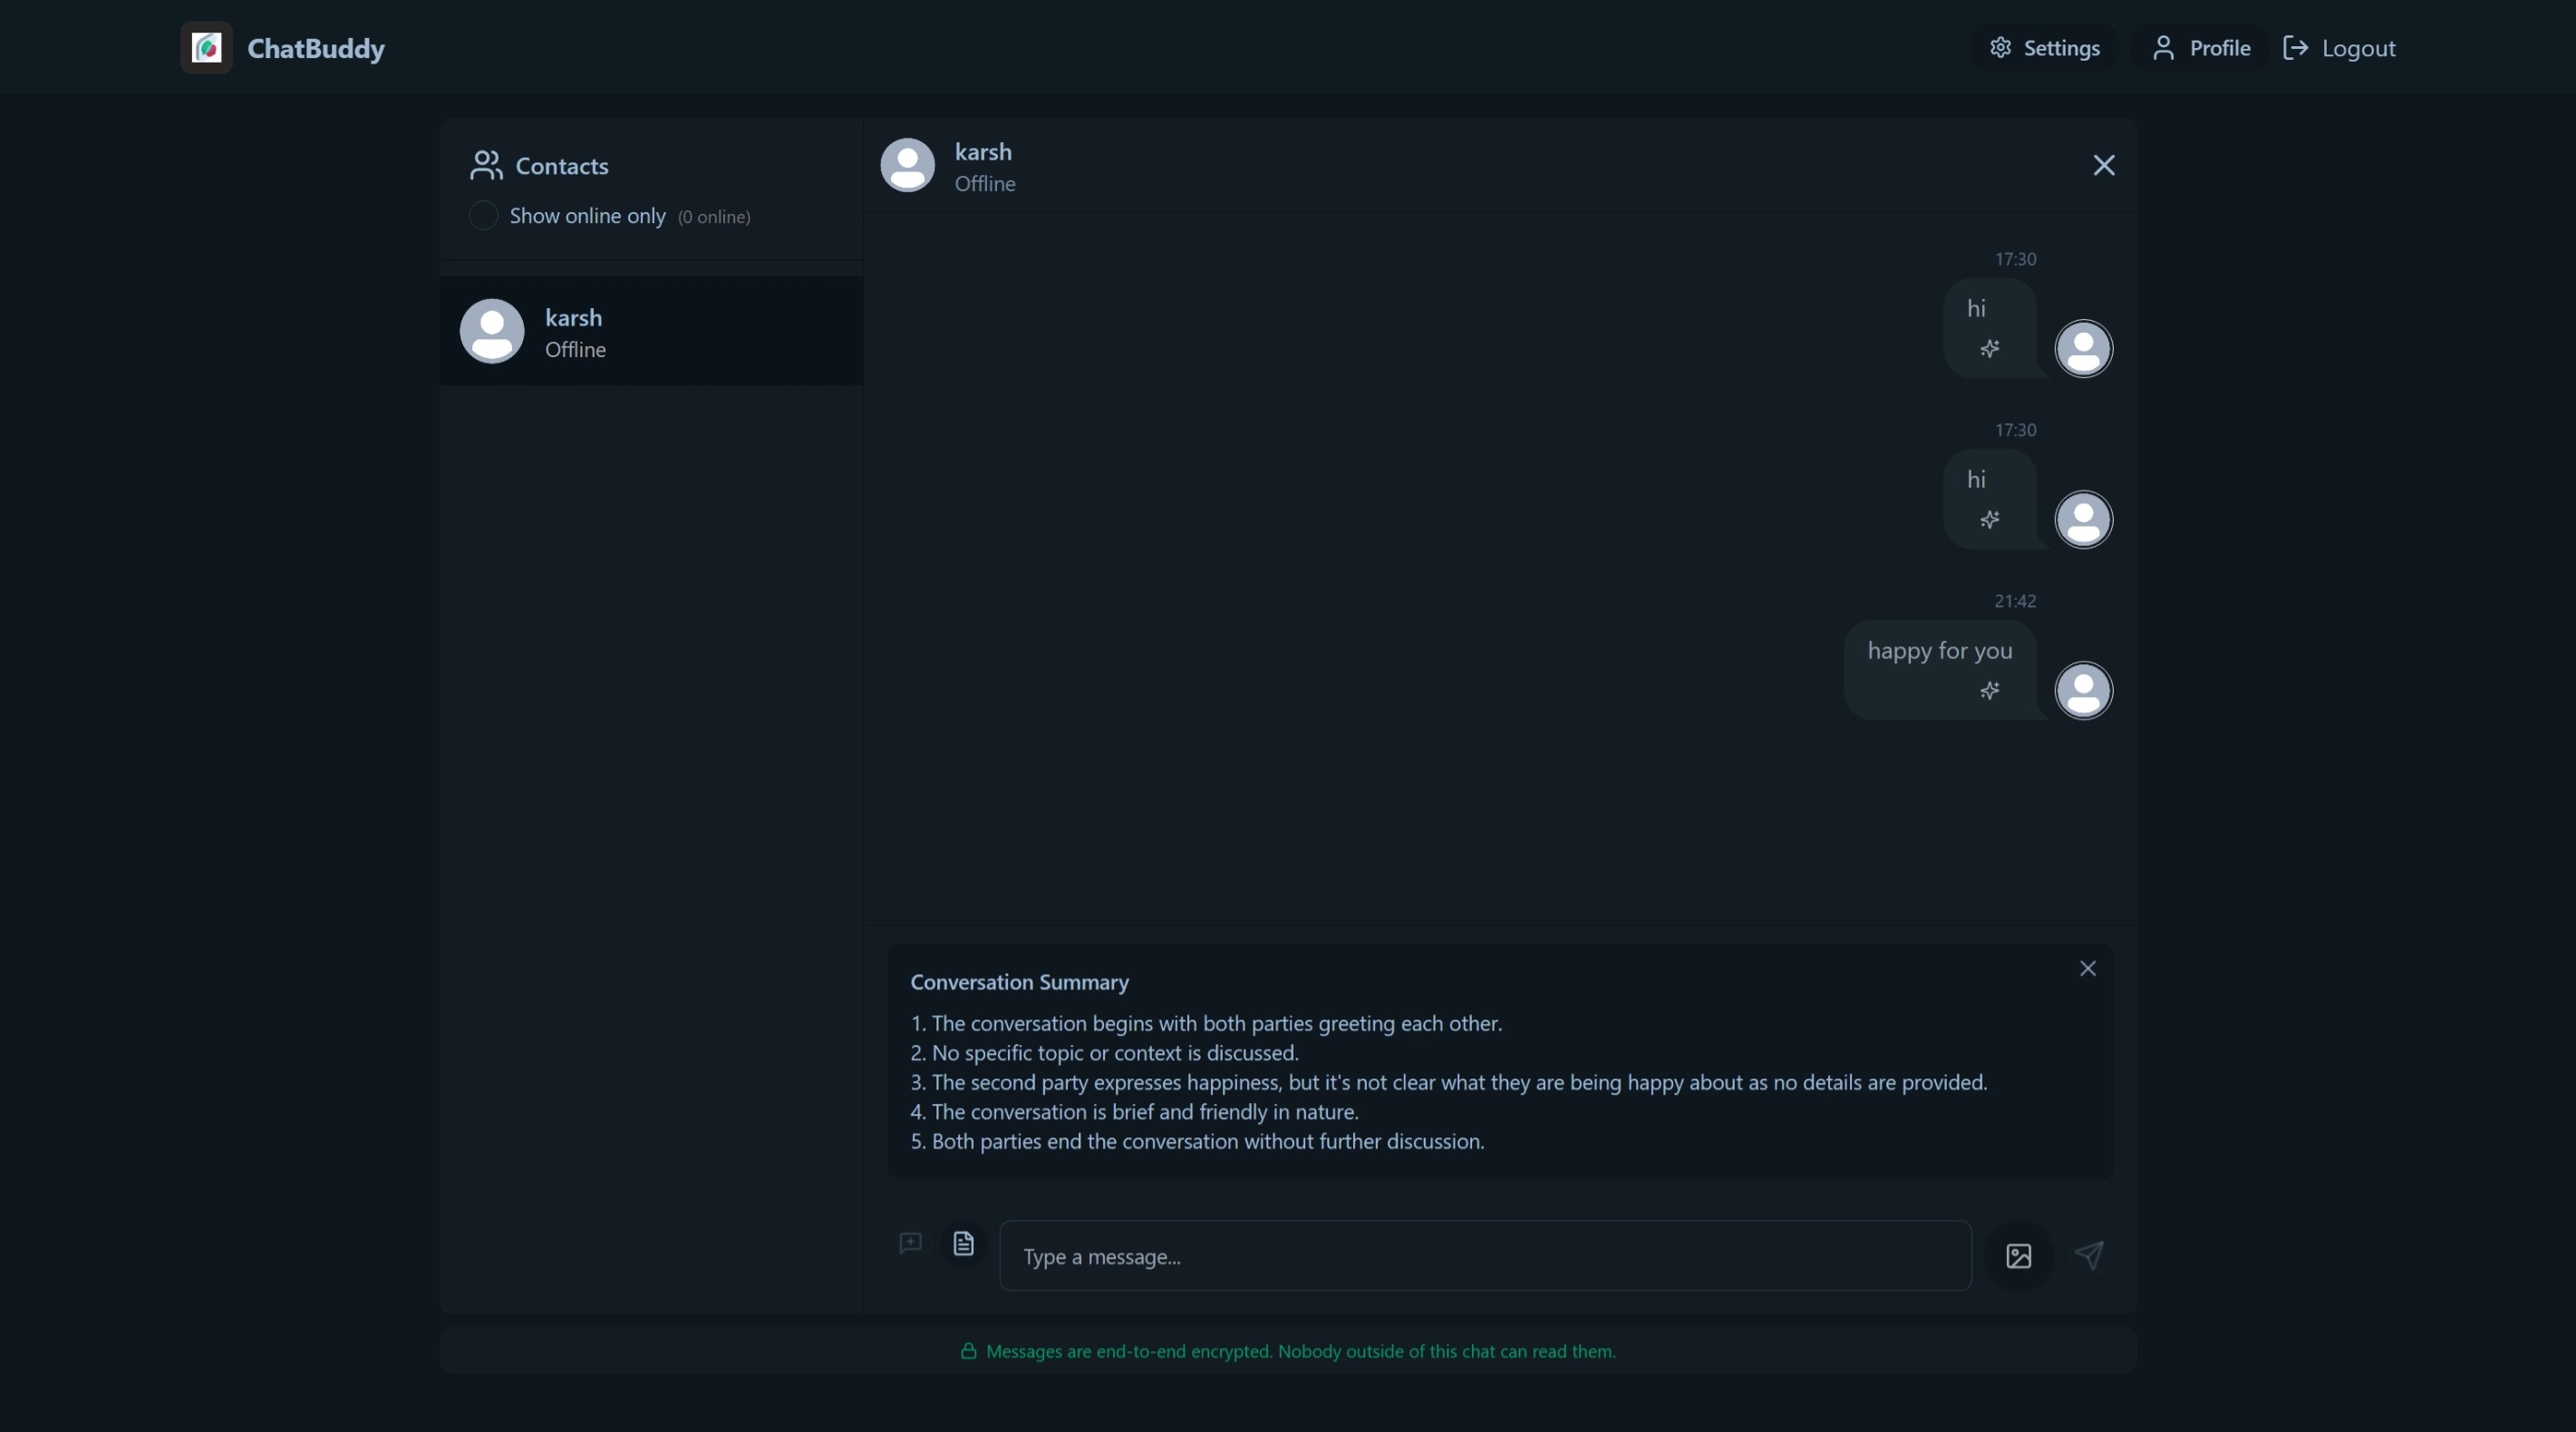 ChatBuddy
Settings
Profile
Logout
Contacts
Show online only (0 online)
karsh
Offline
karsh
Offline
17:30
hi
17:30
hi
21:42
happy for you
Conversation Summary
1. The conversation begins with both parties greeting each other.
2. No specific topic or context is discussed.
3. The second party expresses happiness, but it's not clear what they are being happy about as no details are provided.
4. The conversation is brief and friendly in nature.
5. Both parties end the conversation without further discussion.
Type a message...
Messages are end-to-end encrypted. Nobody outside of this chat can read them.